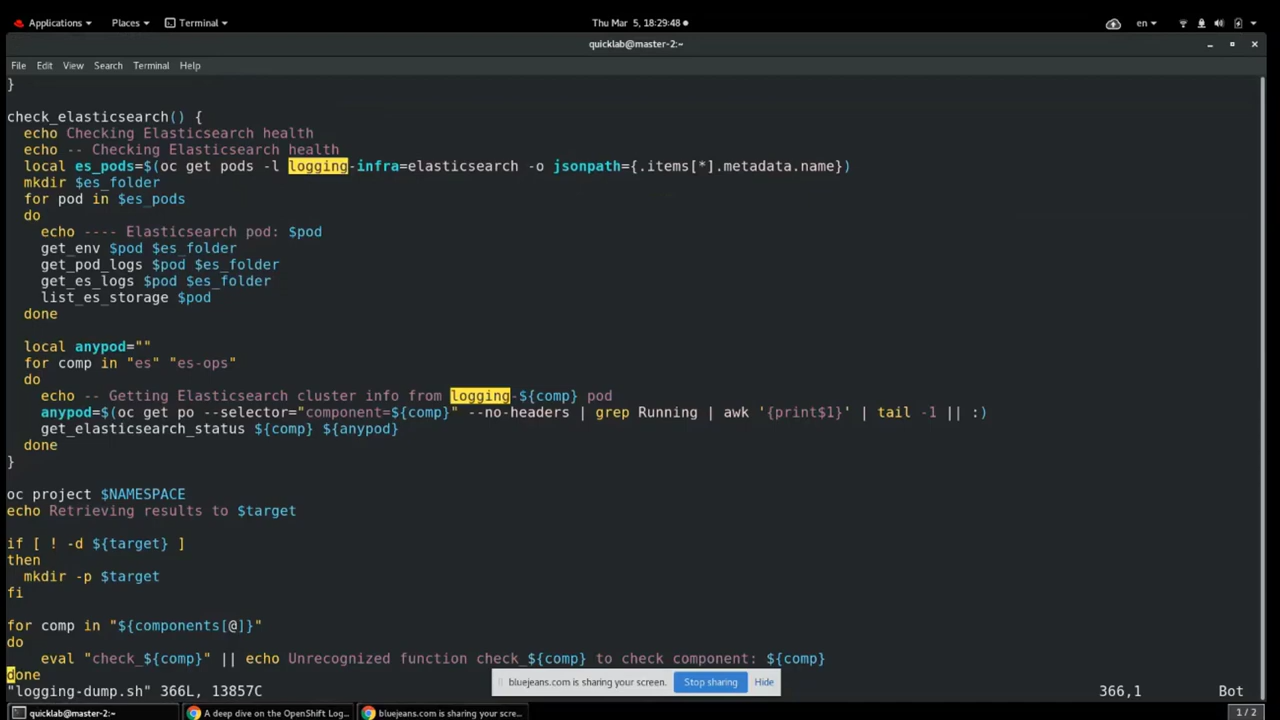 Applications Places Terminal Thu Mar 5, 18:29:48 en
quicklab@master-2:~
File Edit View Search Terminal Help
}
check_elasticsearch() {
  echo Checking Elasticsearch health
  echo -- Checking Elasticsearch health
  local es_pods=$(oc get pods -l logging-infra=elasticsearch -o jsonpath={.items[*].metadata.name})
  mkdir $es_folder
  for pod in $es_pods
  do
    echo ---- Elasticsearch pod: $pod
    get_env $pod $es_folder
    get_pod_logs $pod $es_folder
    get_es_logs $pod $es_folder
    list_es_storage $pod
  done
  local anypod=""
  for comp in "es" "es-ops"
  do
    echo -- Getting Elasticsearch cluster info from logging-${comp} pod
    anypod=$(oc get po --selector="component=${comp}" --no-headers | grep Running | awk '{print$1}' | tail -1 || :)
    get_elasticsearch_status ${comp} ${anypod}
  done
}
oc project $NAMESPACE
echo Retrieving results to $target
if [ ! -d ${target} ]
then
  mkdir -p $target
fi
for comp in "${components[@]}"
do
    eval "check_${comp}" || echo Unrecognized function check_${comp} to check component: ${comp}
done
bluejeans.com is sharing your screen. Stop sharing Hide
"logging-dump.sh" 366L, 13857C 366,1 Bot
quicklab@master-2:~ A deep dive on the OpenShift Log... bluejeans.com is sharing your scre... 1 / 2